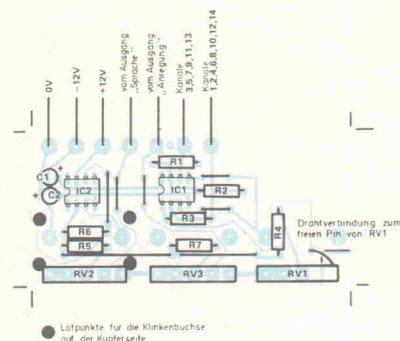 0V
-12V
+12V
vom Ausgang
„Sprache"
vom Ausgang
„Anregung"
Kanäle
3,5,7,9,11,13
Kanäle
1,2,4,6,8,10,12,14
R1
C1
+
IC2
IC1
R2
+
C2
R3
R4
Drahtverbindung zum
freien Pin von RV1
R6
R5
R7
RV2
RV3
RV1
Lötpunkte für die Klinkenbuchse
auf der Kupferseite